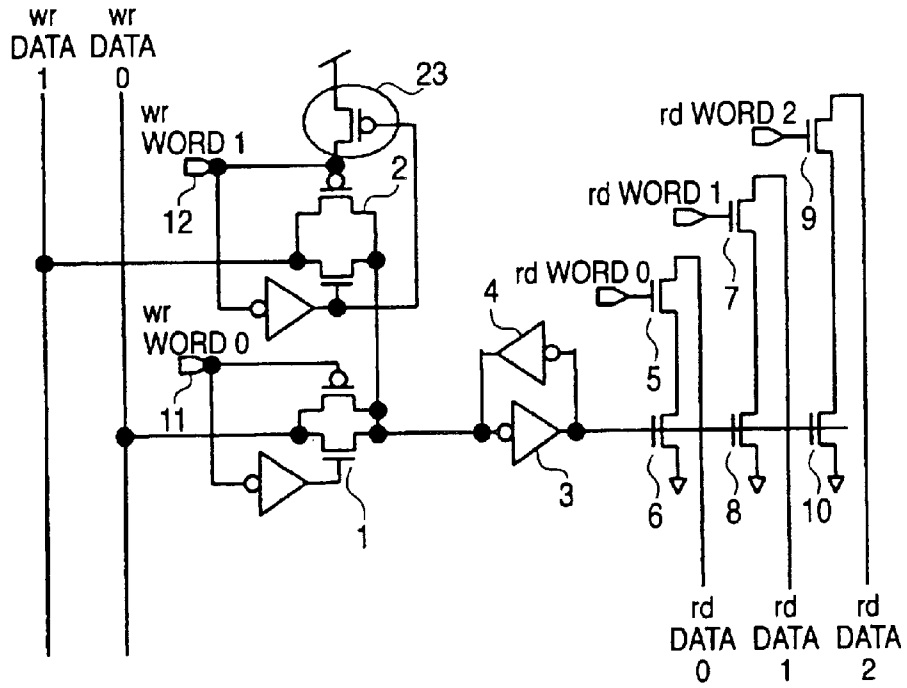 wr wr
DATA DATA
1 0
23
wr
WORD 1
12
2
rd WORD 2
9
rd WORD 1
7
rd WORD 0
5
4
wr
WORD 0
11
1
3
6
8
10
rd rd rd
DATA DATA DATA
0 1 2